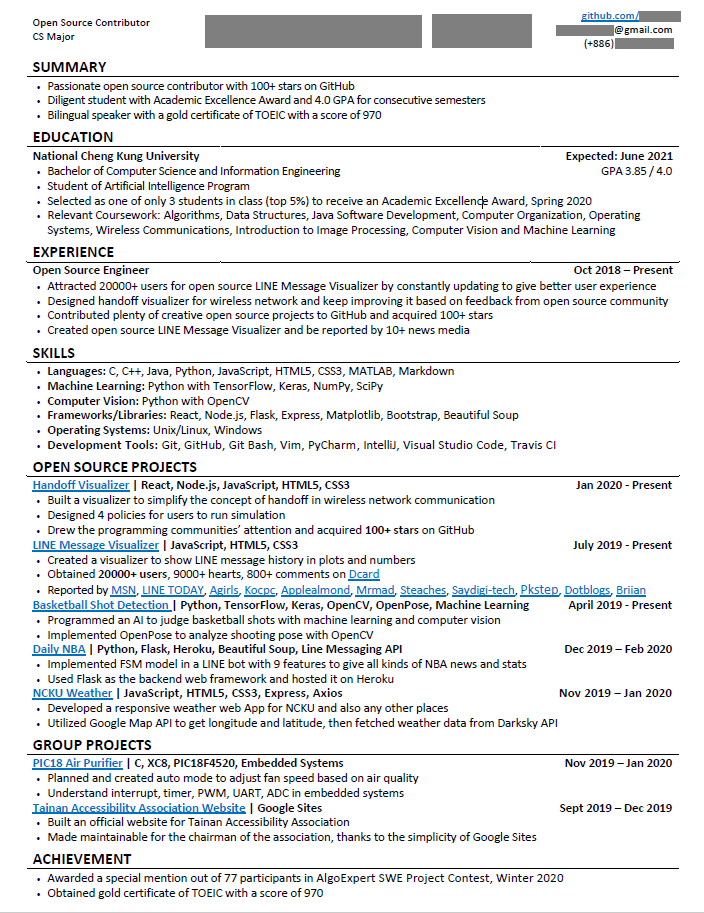 Open Source Contributor
CS Major
github.com/
@gmail.com
(+886)
SUMMARY
• Passionate open source contributor with 100+ stars on GitHub
• Diligent student with Academic Excellence Award and 4.0 GPA for consecutive semesters
• Bilingual speaker with a gold certificate of TOEIC with a score of 970
EDUCATION
National Cheng Kung University Expected: June 2021
• Bachelor of Computer Science and Information Engineering GPA 3.85 / 4.0
• Student of Artificial Intelligence Program
• Selected as one of only 3 students in class (top 5%) to receive an Academic Excellence Award, Spring 2020
• Relevant Coursework: Algorithms, Data Structures, Java Software Development, Computer Organization, Operating
Systems, Wireless Communications, Introduction to Image Processing, Computer Vision and Machine Learning
EXPERIENCE
Open Source Engineer Oct 2018 – Present
• Attracted 20000+ users for open source LINE Message Visualizer by constantly updating to give better user experience
• Designed handoff visualizer for wireless network and keep improving it based on feedback from open source community
• Contributed plenty of creative open source projects to GitHub and acquired 100+ stars
• Created open source LINE Message Visualizer and be reported by 10+ news media
SKILLS
• Languages: C, C++, Java, Python, JavaScript, HTML5, CSS3, MATLAB, Markdown
• Machine Learning: Python with TensorFlow, Keras, NumPy, SciPy
• Computer Vision: Python with OpenCV
• Frameworks/Libraries: React, Node.js, Flask, Express, Matplotlib, Bootstrap, Beautiful Soup
• Operating Systems: Unix/Linux, Windows
• Development Tools: Git, GitHub, Git Bash, Vim, PyCharm, IntelliJ, Visual Studio Code, Travis CI
OPEN SOURCE PROJECTS
Handoff Visualizer | React, Node.js, JavaScript, HTML5, CSS3 Jan 2020 - Present
• Built a visualizer to simplify the concept of handoff in wireless network communication
• Designed 4 policies for users to run simulation
• Drew the programming communities’ attention and acquired 100+ stars on GitHub
LINE Message Visualizer | JavaScript, HTML5, CSS3 July 2019 - Present
• Created a visualizer to show LINE message history in plots and numbers
• Obtained 20000+ users, 9000+ hearts, 800+ comments on Dcard
• Reported by MSN, LINE TODAY, Agirls, Kocpc, Applealmond, Mrmad, Steaches, Saydigi-tech, Pkstep, Dotblogs, Briian
Basketball Shot Detection | Python, TensorFlow, Keras, OpenCV, OpenPose, Machine Learning April 2019 - Present
• Programmed an AI to judge basketball shots with machine learning and computer vision
• Implemented OpenPose to analyze shooting pose with OpenCV
Daily NBA | Python, Flask, Heroku, Beautiful Soup, Line Messaging API Dec 2019 – Feb 2020
• Implemented FSM model in a LINE bot with 9 features to give all kinds of NBA news and stats
• Used Flask as the backend web framework and hosted it on Heroku
NCKU Weather | JavaScript, HTML5, CSS3, Express, Axios Nov 2019 – Jan 2020
• Developed a responsive weather web App for NCKU and also any other places
• Utilized Google Map API to get longitude and latitude, then fetched weather data from Darksky API
GROUP PROJECTS
PIC18 Air Purifier | C, XC8, PIC18F4520, Embedded Systems Nov 2019 – Jan 2020
• Planned and created auto mode to adjust fan speed based on air quality
• Understand interrupt, timer, PWM, UART, ADC in embedded systems
Tainan Accessibility Association Website | Google Sites Sept 2019 – Dec 2019
• Built an official website for Tainan Accessibility Association
• Made maintainable for the chairman of the association, thanks to the simplicity of Google Sites
ACHIEVEMENT
• Awarded a special mention out of 77 participants in AlgoExpert SWE Project Contest, Winter 2020
• Obtained gold certificate of TOEIC with a score of 970